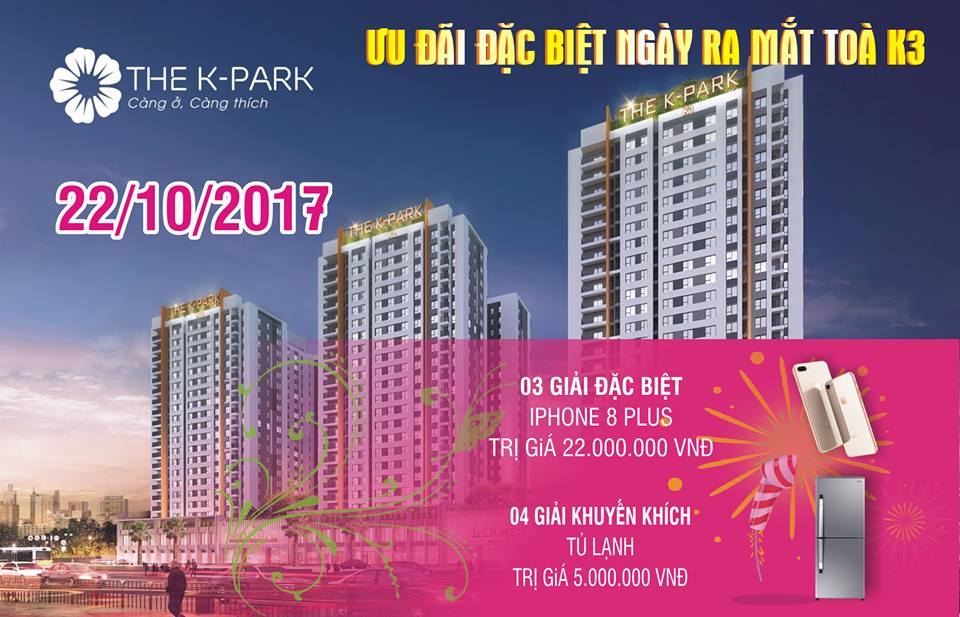 ƯU ĐÃI ĐẶC BIỆT NGÀY RA MẮT TOÀ K3
THE K-PARK
Càng ở, Càng thích
22/10/2017
THE K-PARK
THE K-PARK
THE K-PARK
03 GIẢI ĐẶC BIỆT
IPHONE 8 PLUS
TRỊ GiÁ 22.000.000 VNĐ
04 GIẢI KHUYẾN KHÍCH
TỦ LẠNH
TRỊ GiÁ 5.000.000 VNĐ